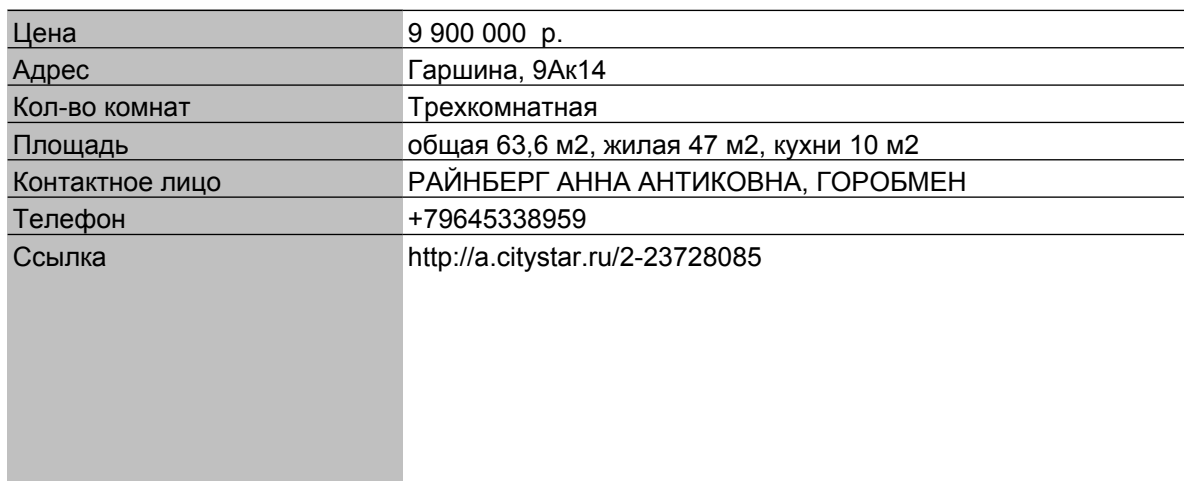 Цена 9 900 000 р.
Адрес Гаршина, 9Ак14
Кол-во комнат Трехкомнатная
Площадь общая 63,6 м2, жилая 47 м2, кухни 10 м2
Контактное лицо РАЙНБЕРГ АННА АНТИКОВНА, ГОРОБМЕН
Телефон +79645338959
Ссылка http://a.citystar.ru/2-23728085